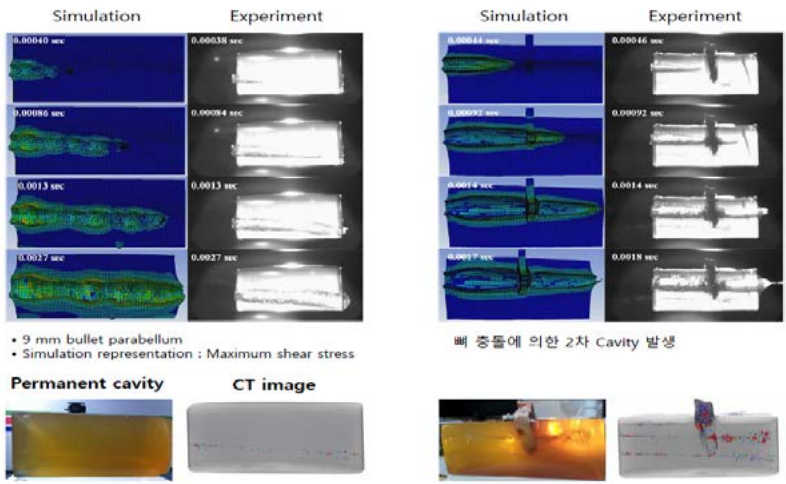 Simulation Experiment Simulation Experiment
0.00040 sec 0.00038 sec 0.00044 sec 0.00046 sec
0.00086 sec 0.00084 sec 0.00092 sec 0.00092 sec
0.0013 sec 0.0013 sec 0.0014 sec 0.0014 sec
0.0027 sec 0.0027 sec 0.0017 sec 0.0018 sec
• 9 mm bullet parabellum
• Simulation representation : Maximum shear stress
뼈 충돌에 의한 2차 Cavity 발생
Permanent cavity CT image